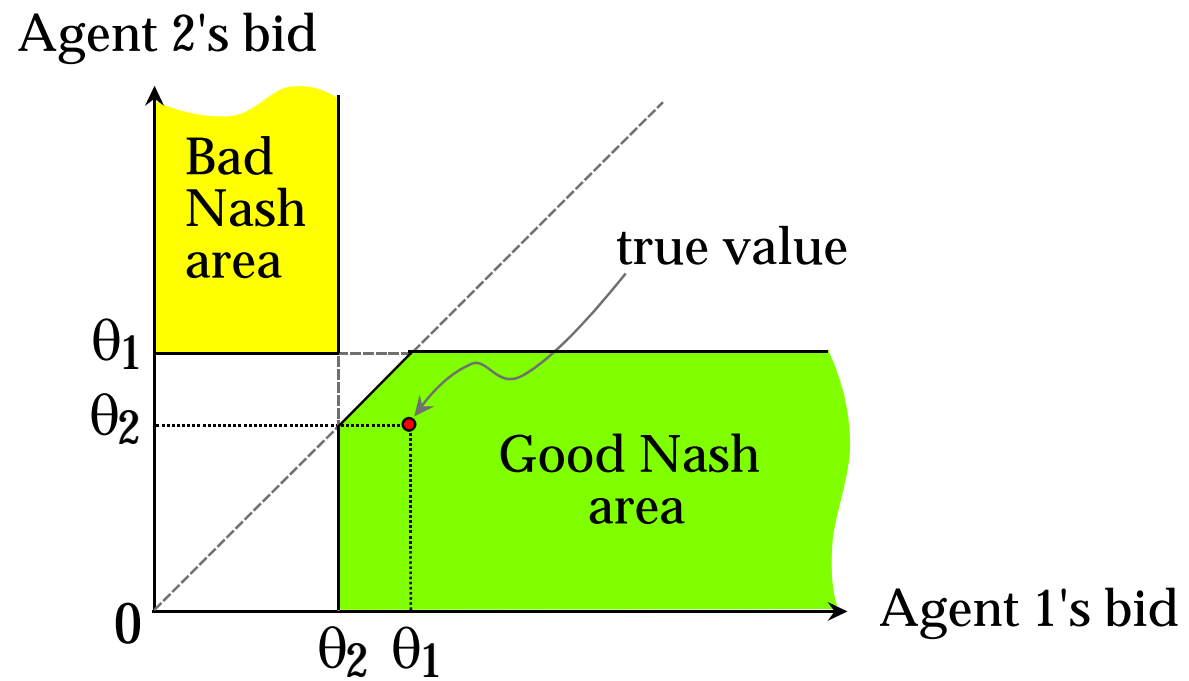 Agent 2's bid
Bad
Nash
area
true value
θ1
θ2
Good Nash
area
0
θ2 θ1
Agent 1's bid